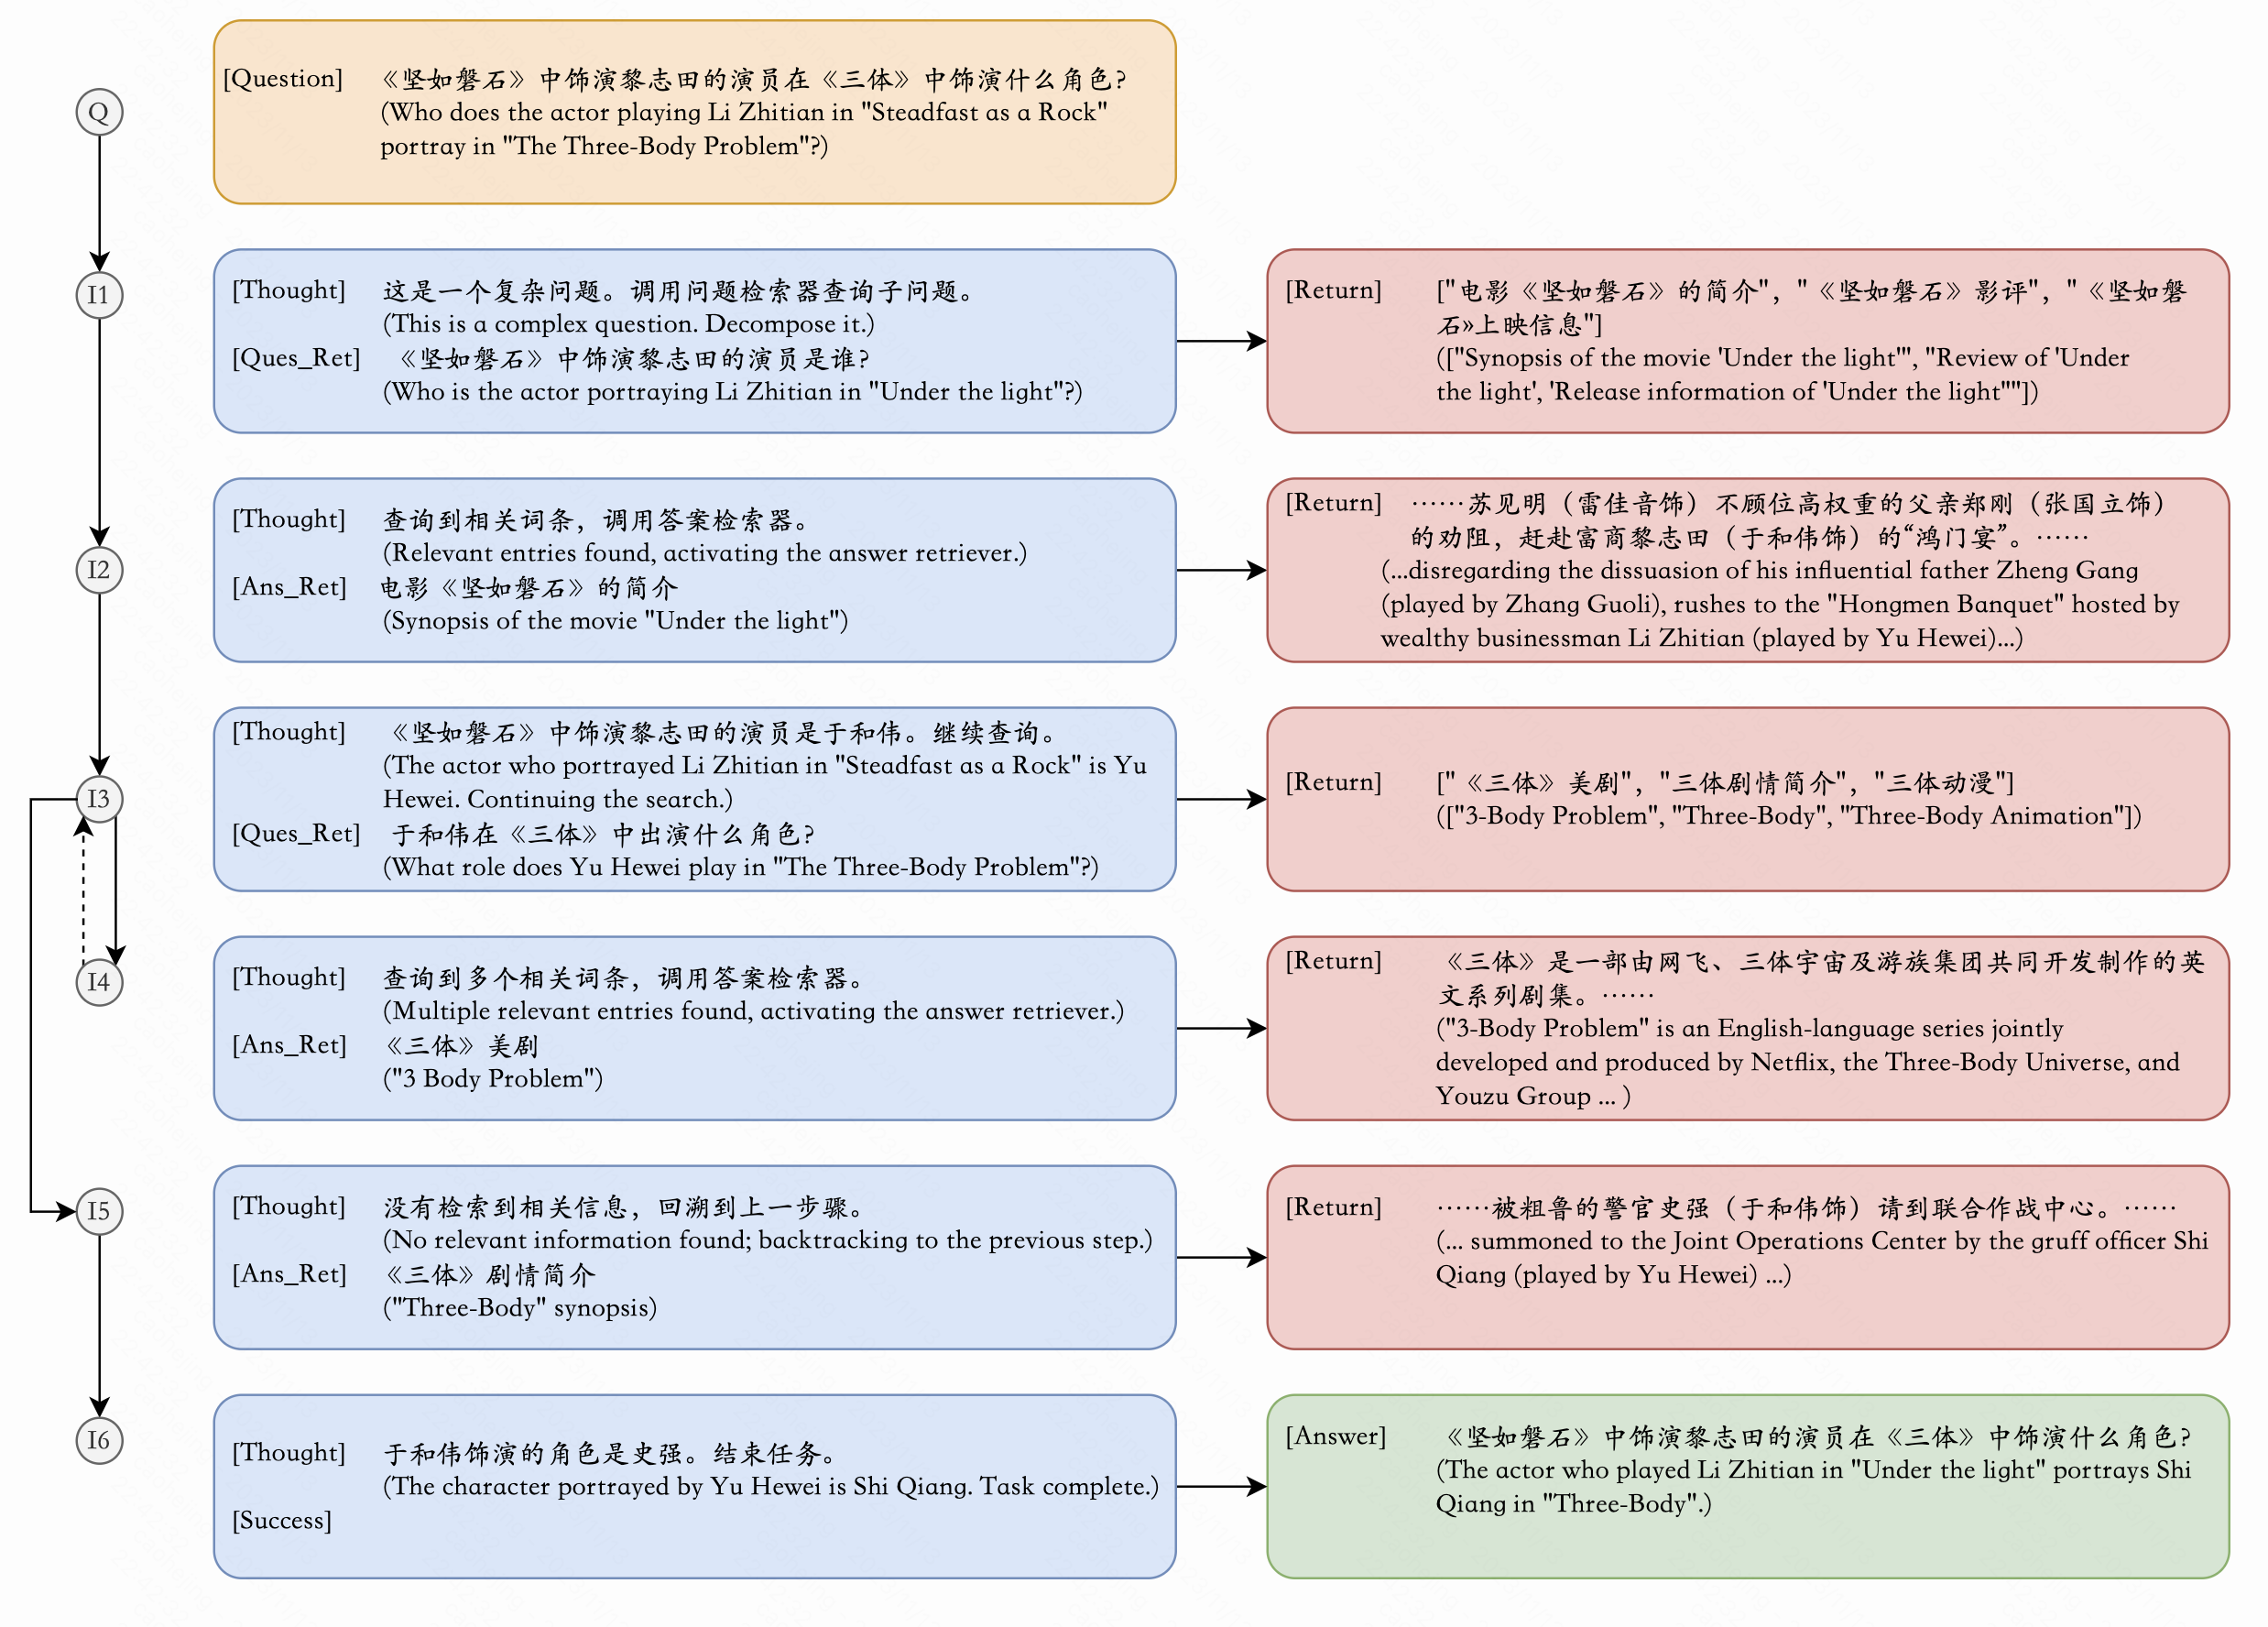 Q
[Question] 《坚如磐石》中饰演黎志田的演员在《三体》中饰演什么角色?
(Who does the actor playing Li Zhitian in "Steadfast as a Rock"
portray in "The Three-Body Problem"?)
I1
[Thought] 这是一个复杂问题。调用问题检索器查询子问题。
(This is a complex question. Decompose it.)
[Ques_Ret] 《坚如磐石》中饰演黎志田的演员是谁?
(Who is the actor portraying Li Zhitian in "Under the light"?)
[Return] ["电影《坚如磐石》的简介", "《坚如磐石》影评", "《坚如磐
石»上映信息"]
(["Synopsis of the movie 'Under the light'", "Review of 'Under
the light', 'Release information of 'Under the light'"])
I2
[Thought] 查询到相关词条，调用答案检索器。
(Relevant entries found, activating the answer retriever.)
[Ans_Ret] 电影《坚如磐石》的简介
(Synopsis of the movie "Under the light")
[Return] ……苏见明（雷佳音饰）不顾位高权重的父亲郑刚（张国立饰）
的劝阻，赶赴富商黎志田（于和伟饰）的“鸿门宴”。……
(...disregarding the dissuasion of his influential father Zheng Gang
(played by Zhang Guoli), rushes to the "Hongmen Banquet" hosted by
wealthy businessman Li Zhitian (played by Yu Hewei)...)
I3
[Thought] 《坚如磐石》中饰演黎志田的演员是于和伟。继续查询。
(The actor who portrayed Li Zhitian in "Steadfast as a Rock" is Yu
Hewei. Continuing the search.)
[Ques_Ret] 于和伟在《三体》中出演什么角色?
(What role does Yu Hewei play in "The Three-Body Problem"?)
[Return] ["《三体》美剧", "三体剧情简介", "三体动漫"]
(["3-Body Problem", "Three-Body", "Three-Body Animation"])
I4
[Thought] 查询到多个相关词条，调用答案检索器。
(Multiple relevant entries found, activating the answer retriever.)
[Ans_Ret] 《三体》美剧
("3 Body Problem")
[Return] 《三体》是一部由网飞、三体宇宙及游族集团共同开发制作的英
文系列剧集。……
("3-Body Problem" is an English-language series jointly
developed and produced by Netflix, the Three-Body Universe, and
Youzu Group ... )
I5
[Thought] 没有检索到相关信息，回溯到上一步骤。
(No relevant information found; backtracking to the previous step.)
[Ans_Ret] 《三体》剧情简介
("Three-Body" synopsis)
[Return] ……被粗鲁的警官史强（于和伟饰）请到联合作战中心。……
(... summoned to the Joint Operations Center by the gruff officer Shi
Qiang (played by Yu Hewei) ...)
I6
[Thought] 于和伟饰演的角色是史强。结束任务。
(The character portrayed by Yu Hewei is Shi Qiang. Task complete.)
[Success]
[Answer] 《坚如磐石》中饰演黎志田的演员在《三体》中饰演什么角色?
(The actor who played Li Zhitian in "Under the light" portrays Shi
Qiang in "Three-Body".)